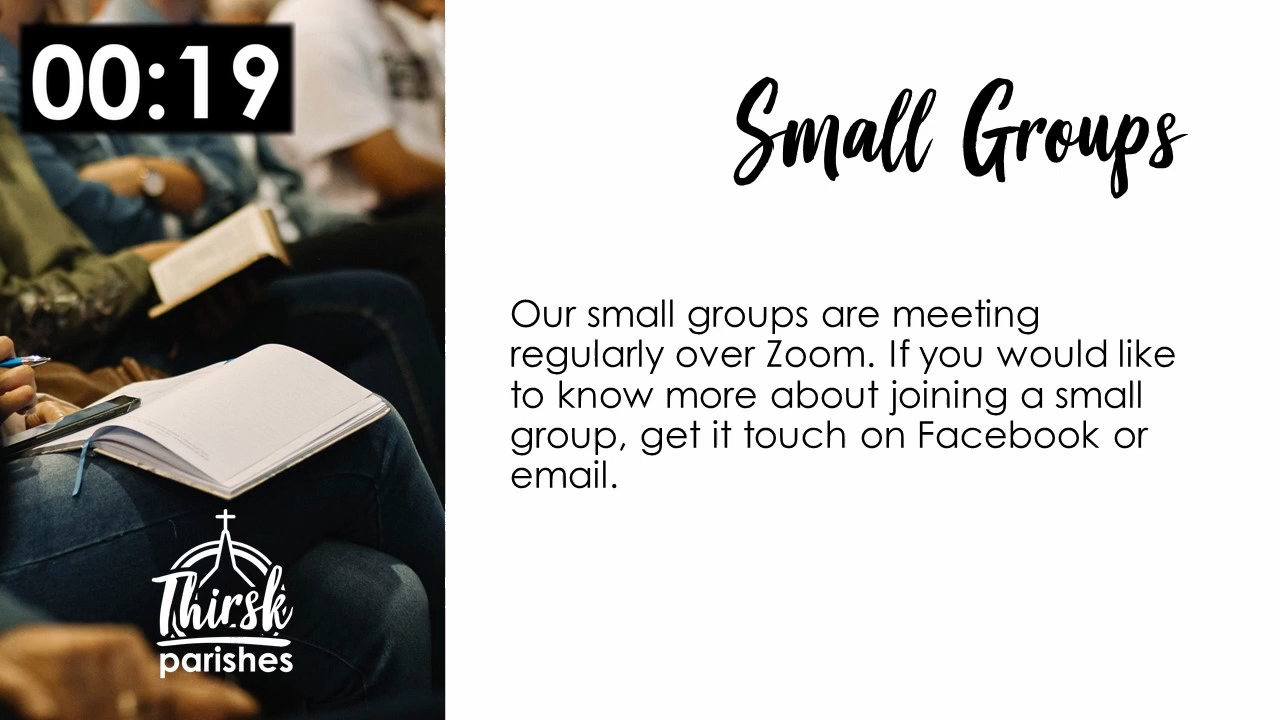 00:19
Small Groups
Our small groups are meeting
regularly over Zoom. If you would like
to know more about joining a small
group, get it touch on Facebook or
email.
Thirsk
parishes